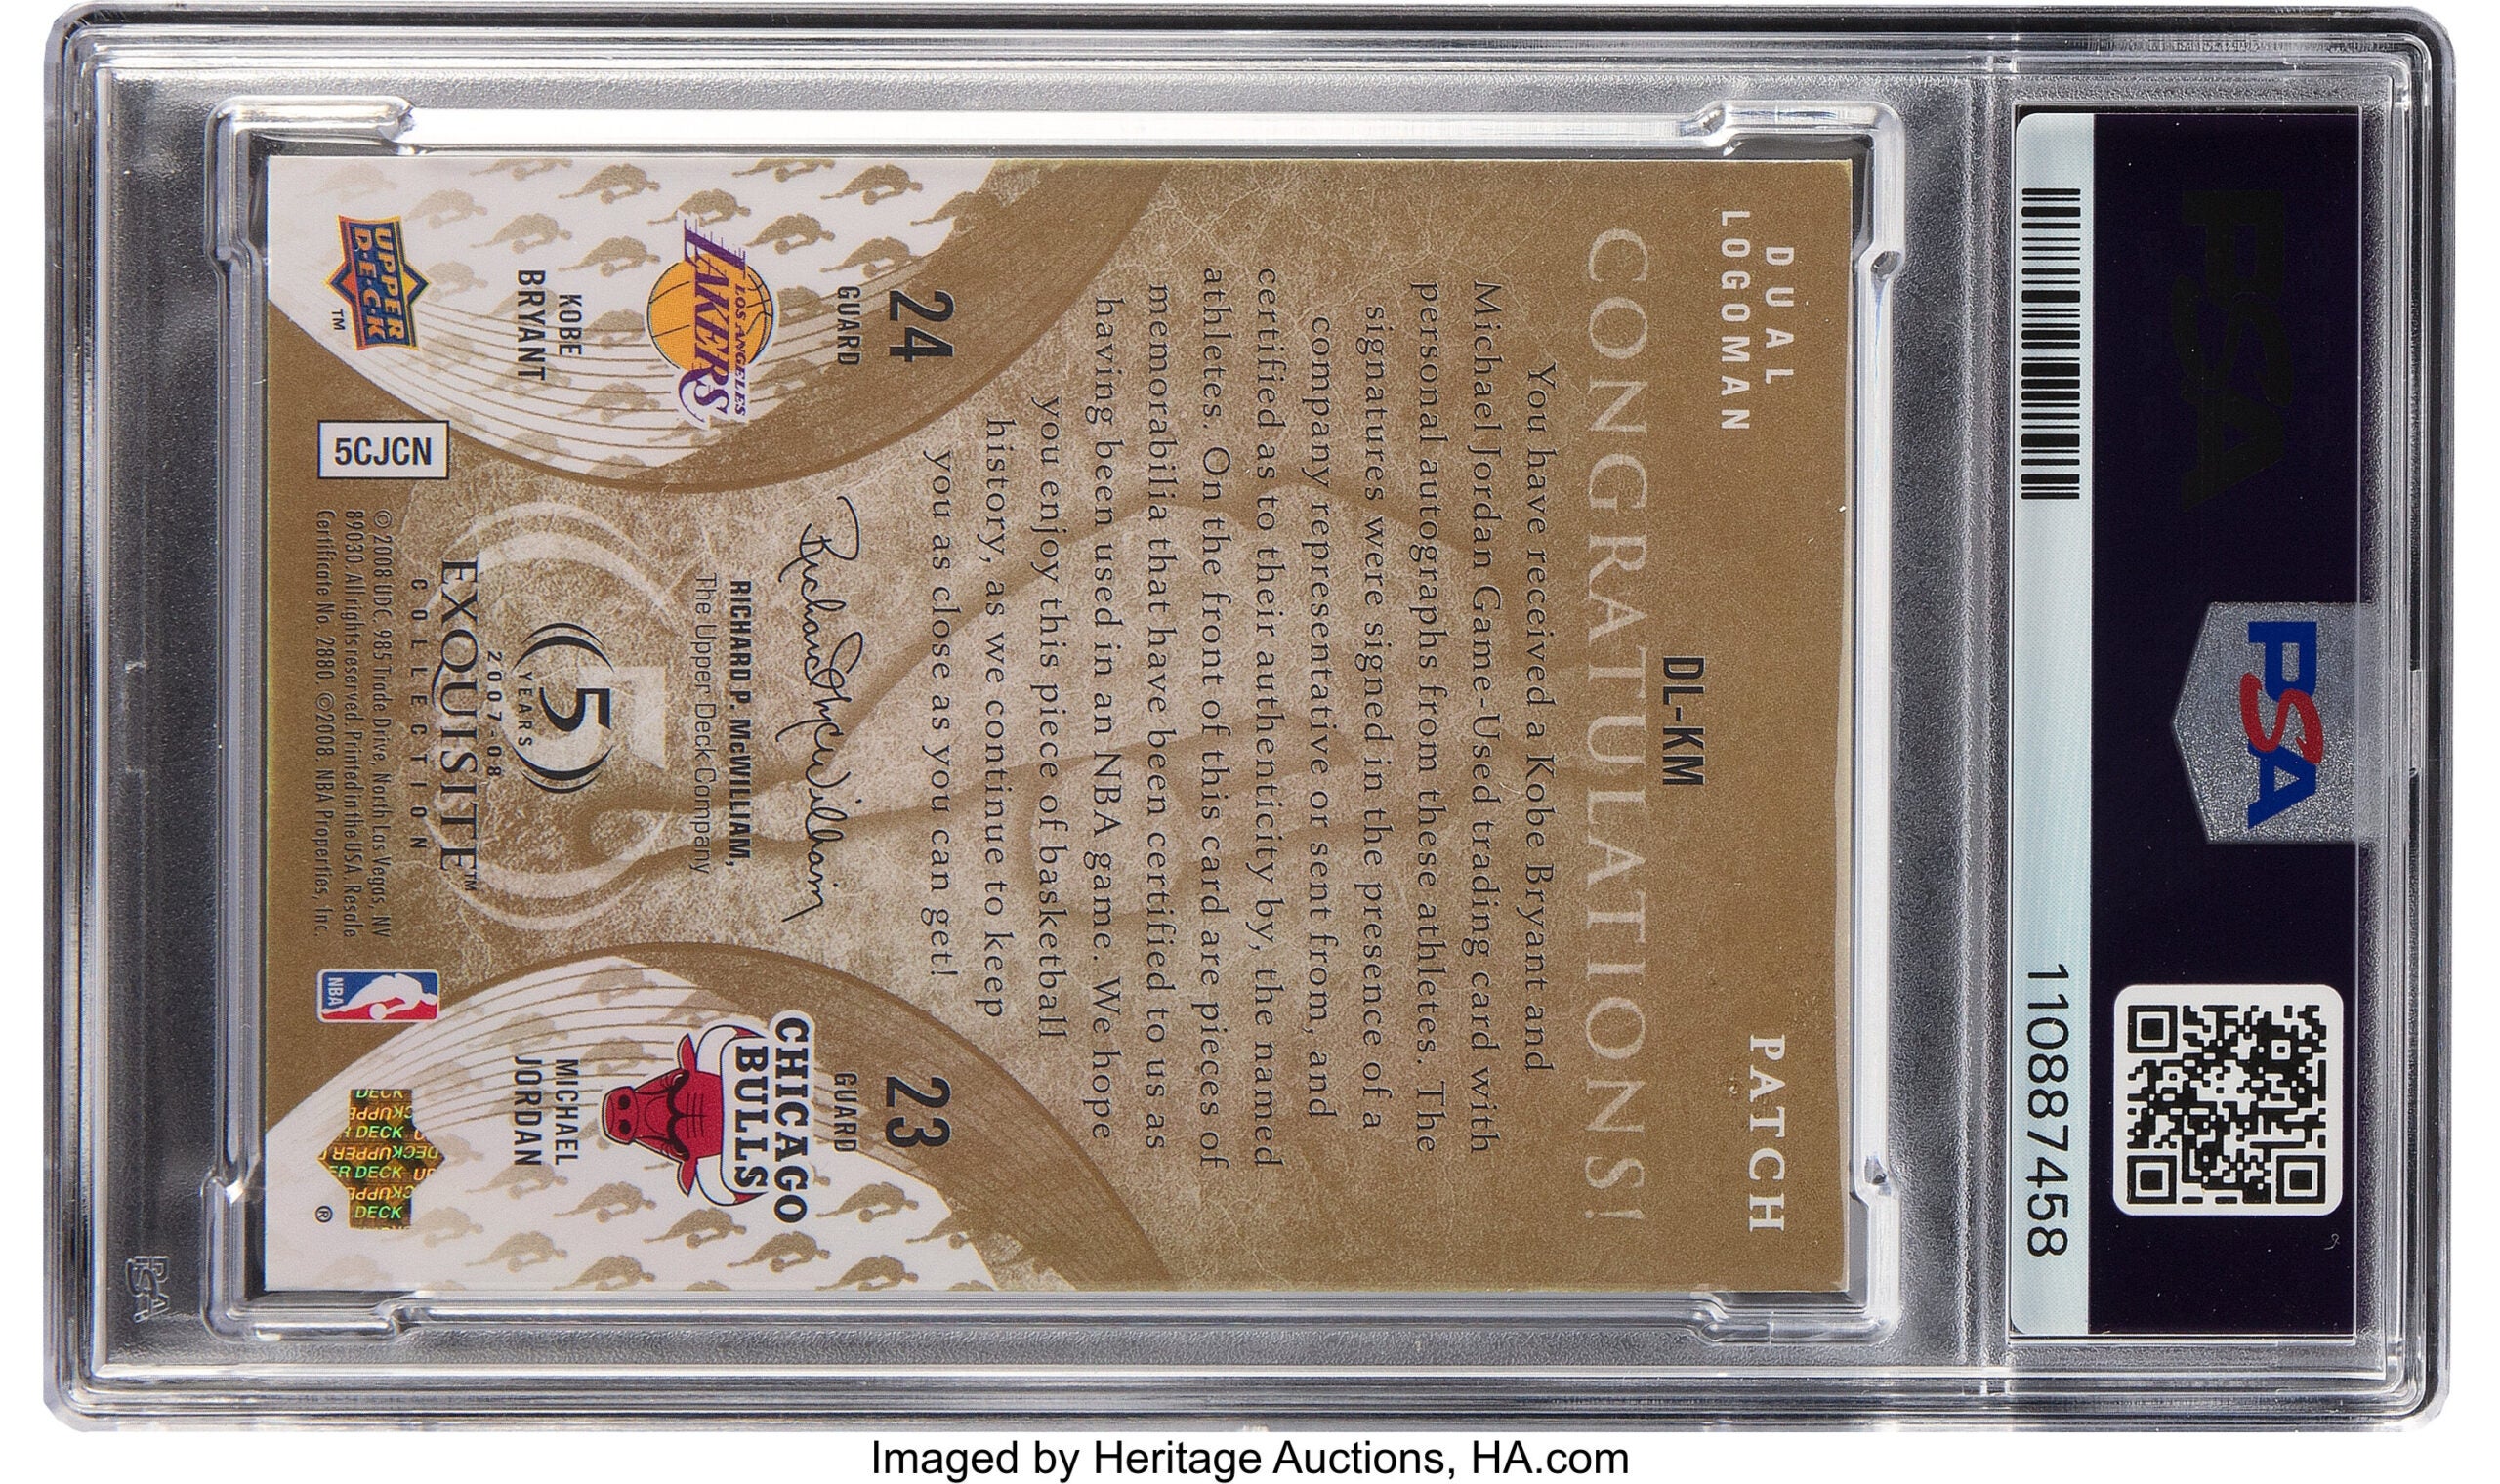 PSA
110887458
DUAL
LOGOMAN
PATCH
DL-KM
CONGRATULATIONS!
You have received a Kobe Bryant and
Michael Jordan Game-Used trading card with
personal autographs from these athletes. The
signatures were signed in the presence of a
company representative or sent from, and
certified as to their authenticity by, the named
athletes. On the front of this card are pieces of
memorabilia that have been certified to us as
having been used in an NBA game. We hope
you enjoy this piece of basketball
history, as we continue to keep
you as close as you can get!
RICHARD P. McWILLIAM,
The Upper Deck Company
24
GUARD
LOS ANGELES
LAKERS
KOBE
BRYANT
UPPER
DECK
TM
23
GUARD
CHICAGO
BULLS
MICHAEL
JORDAN
5
YEARS
2007-08
EXQUISITE™
COLLECTION
5CJCN
© 2008 UDC, 985 Trade Drive, North Las Vegas, NV
89030. All rights reserved. Printed in the USA. Resale
Certificate No. 2880. ©2008. NBA Properties, Inc.
NBA
UPPER DECK
®
PSA
Imaged by Heritage Auctions, HA.com